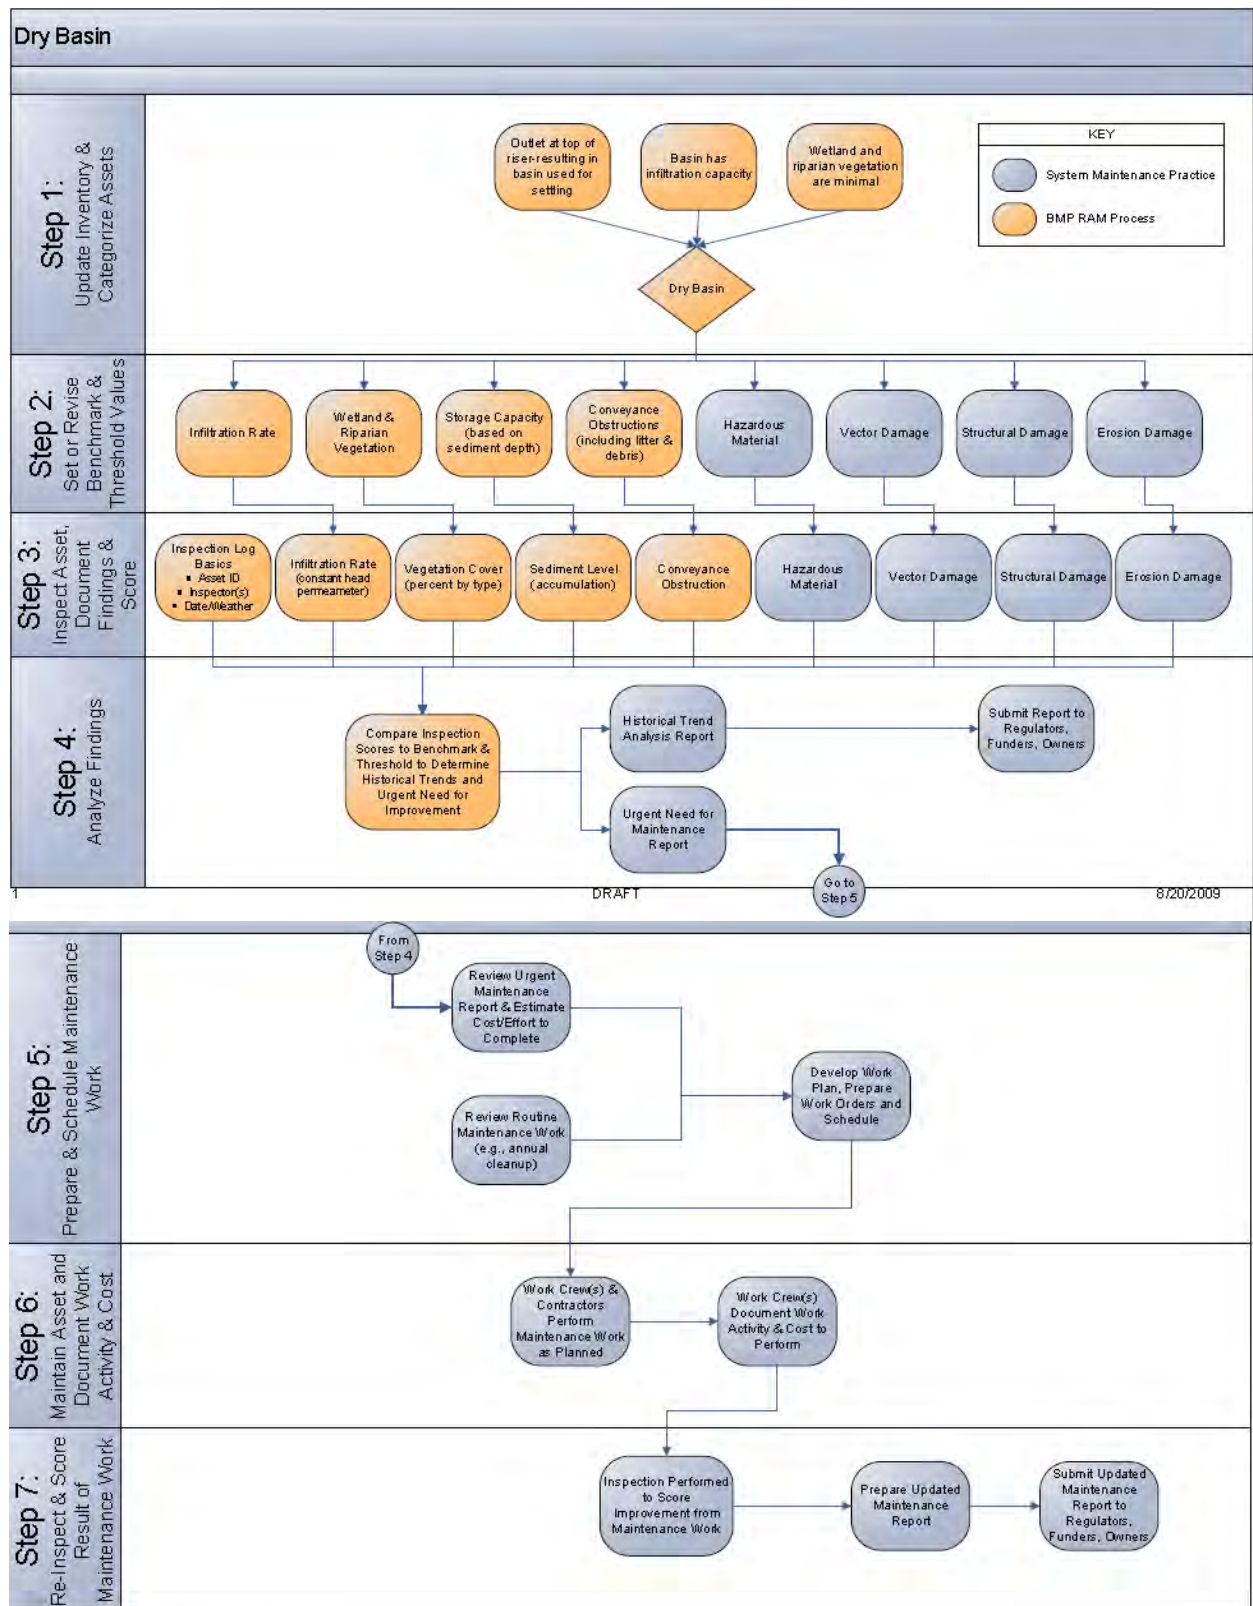 Dry Basin
Step 1:
Update Inventory &
Categorize Assets
Outlet at top of
riser-resulting in
basin used for
settling
Basin has
infiltration capacity
Wetland and
riparian vegetation
are minimal
KEY
System Maintenance Practice
BMP RAM Process
Dry Basin
Step 2:
Set or Revise
Benchmark &
Threshold Values
Infiltration Rate
Wetland &
Riparian
Vegetation
Storage Capacity
(based on
sediment depth)
Conveyance
Obstructions
(including litter &
debris)
Hazardous
Material
Vector Damage
Structural Damage
Erosion Damage
Step 3:
Inspect Asset,
Document
Findings &
Score
Inspection Log
Basics
▪ Asset ID
▪ Inspector(s)
▪ Date/Weather
Infiltration Rate
(constant head
permeameter)
Vegetation Cover
(percent by type)
Sediment Level
(accumulation)
Conveyance
Obstruction
Hazardous
Material
Vector Damage
Structural Damage
Erosion Damage
Step 4:
Analyze Findings
Compare Inspection
Scores to Benchmark &
Threshold to Determine
Historical Trends and
Urgent Need for
Improvement
Historical Trend
Analysis Report
Submit Report to
Regulators,
Funders, Owners
Urgent Need for
Maintenance
Report
Go to
Step 5
1
DRAFT
8/20/2009
Step 5:
Prepare & Schedule Maintenance
Work
From
Step 4
Review Urgent
Maintenance
Report & Estimate
Cost/Effort to
Complete
Review Routine
Maintenance Work
(e.g., annual
cleanup)
Develop Work
Plan, Prepare
Work Orders and
Schedule
Step 6:
Maintain Asset and
Document Work
Activity & Cost
Work Crew(s) &
Contractors
Perform
Maintenance Work
as Planned
Work Crew(s)
Document Work
Activity & Cost to
Perform
Step 7:
Re-Inspect & Score
Result of
Maintenance Work
Inspection Performed
to Score
Improvement from
Maintenance Work
Prepare Updated
Maintenance
Report
Submit Updated
Maintenance
Report to
Regulators,
Funders, Owners